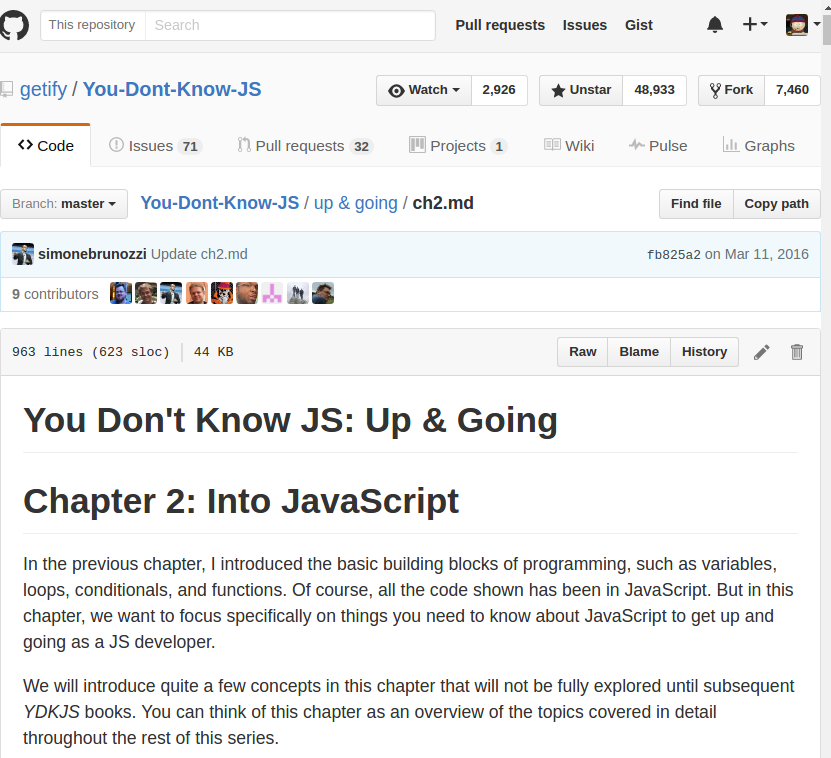 This repository Search Pull requests Issues Gist
getify / You-Dont-Know-JS Watch 2,926 Unstar 48,933 Fork 7,460
Code Issues 71 Pull requests 32 Projects 1 Wiki Pulse Graphs
Branch: master You-Dont-Know-JS / up & going / ch2.md Find file Copy path
simonebrunozzi Update ch2.md fb825a2 on Mar 11, 2016
9 contributors
963 lines (623 sloc) 44 KB Raw Blame History
You Don't Know JS: Up & Going
Chapter 2: Into JavaScript
In the previous chapter, I introduced the basic building blocks of programming, such as variables,
loops, conditionals, and functions. Of course, all the code shown has been in JavaScript. But in this
chapter, we want to focus specifically on things you need to know about JavaScript to get up and
going as a JS developer.
We will introduce quite a few concepts in this chapter that will not be fully explored until subsequent
YDKJS books. You can think of this chapter as an overview of the topics covered in detail
throughout the rest of this series.